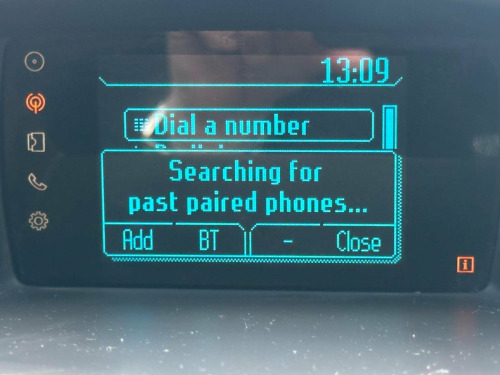 13:09
Dial a number
Searching for
past paired phones...
Add BT - Close
i